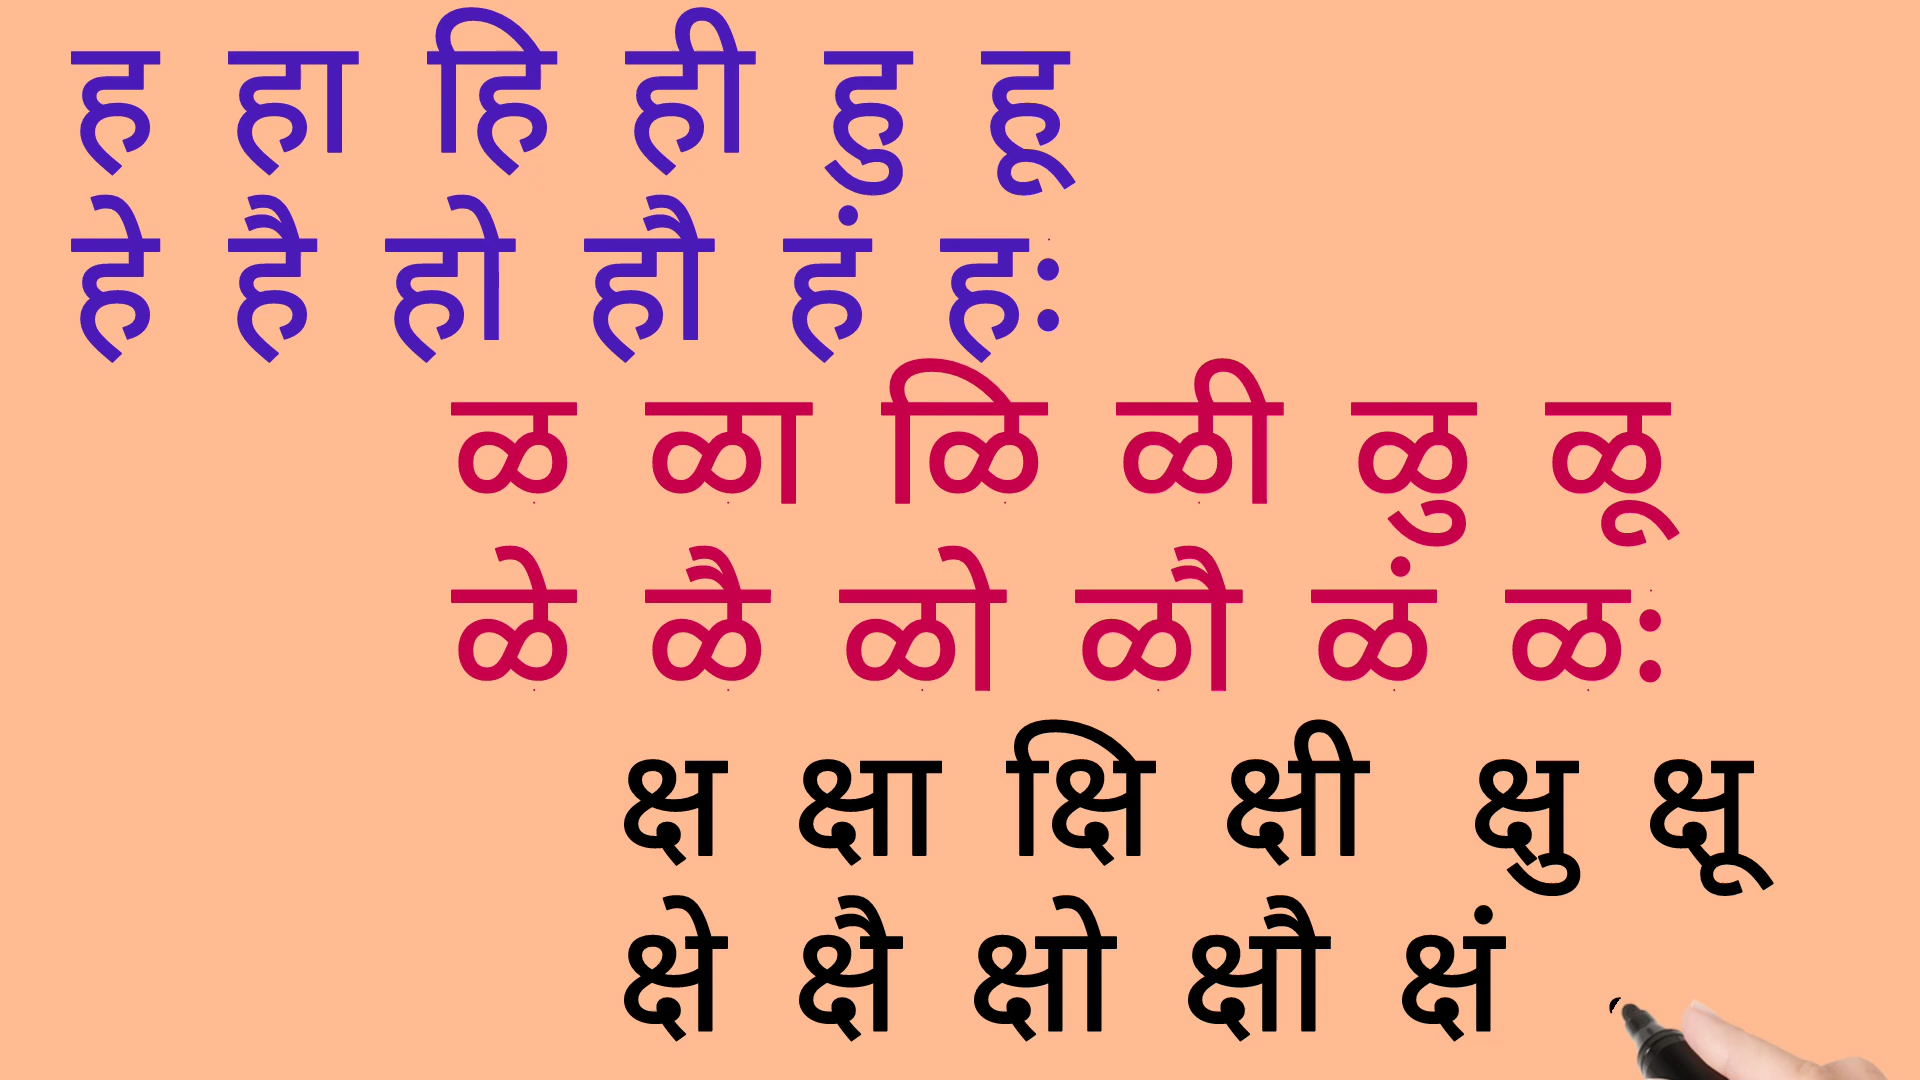 ह हा हि ही हु हू
हे है हो हौ हं हः
ळ ळा ळि ळी ळु ळू
ळे ळै ळो ळौ ळं ळः
क्ष क्षा क्षि क्षी क्षु क्षू
क्षे क्षै क्षो क्षौ क्षं